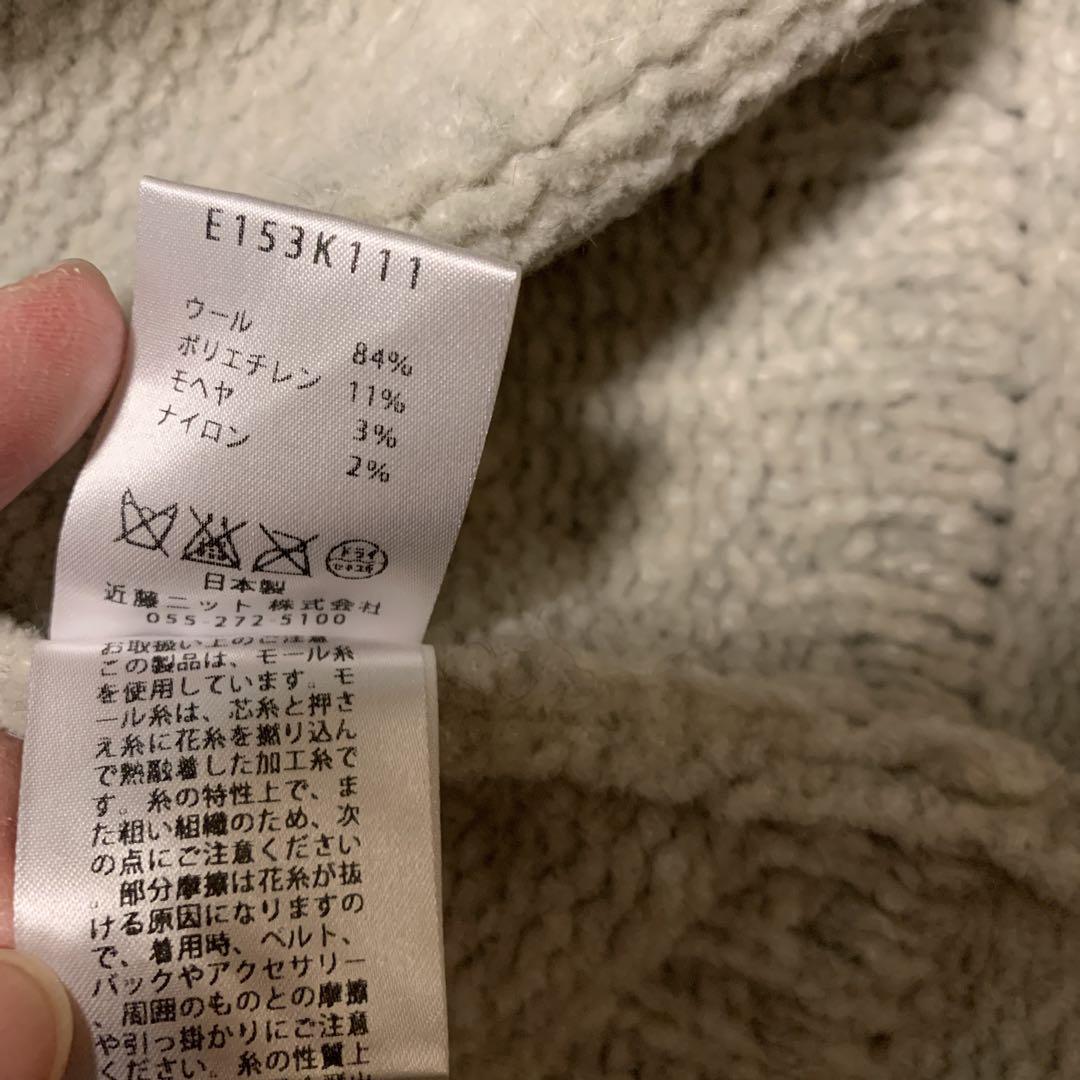 E153K111
ウール 84%
ポリエチレン 11%
モヘヤ 3%
ナイロン 2%
ドライ
セキユ系
日本製
近藤ニット 株式会社
055-272-5100
お取扱い上のご注意
この製品は、モール糸
を使用しています。モ
ール糸は、芯糸と押さ
え糸に花糸を撚り込ん
で熱融着した加工糸で
す。糸の特性上で、ま
た粗い組織のため、次
の点にご注意ください
。部分摩擦は花糸が抜
ける原因になりますの
で、着用時、ベルト、
バックやアクセサリー
、周囲のものとの摩擦
や引っ掛かりにご注意
ください。糸の性質上